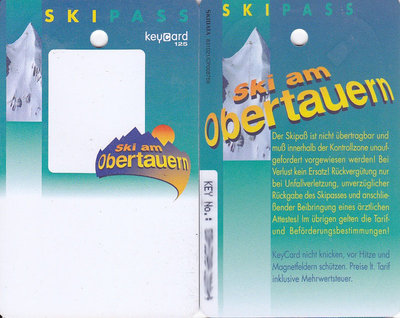 SKIPASS
keycard
125
Ski am
Obertauern
SKIPASS
Ski am
Obertauern
Der Skipaß ist nicht übertragbar und
muß innerhalb der Kontrollzone unauf-
gefordert vorgewiesen werden! Bei
Verlust kein Ersatz! Rückvergütung nur
bei Unfallverletzung, unverzüglicher
Rückgabe des Skipasses und anschlie-
ßender Beibringung eines ärztlichen
Attestes! Im übrigen gelten die Tarif-
und Beförderungsbestimmungen!
KeyCard nicht knicken, vor Hitze und
Magnetfeldern schützen. Preise lt. Tarif
inklusive Mehrwertsteuer.
KEY No.: